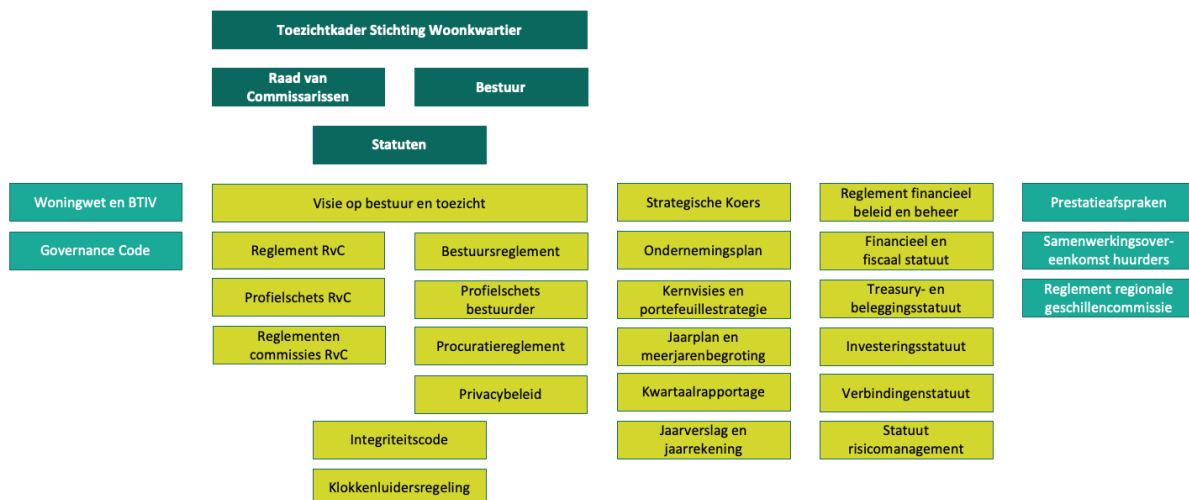 Toezichtkader Stichting Woonkwartier
Raad van
Commissarissen
Bestuur
Statuten
Woningwet en BTIV
Governance Code
Visie op bestuur en toezicht
Reglement RvC
Profielschets RvC
Reglementen
commissies RvC
Bestuursreglement
Profielschets
bestuurder
Procuratiereglement
Privacybeleid
Integriteitscode
Klokkenluidersregeling
Strategische Koers
Ondernemingsplan
Kernvisies en
portefeuillestrategie
Jaarplan en
meerjarenbegroting
Kwartaalrapportage
Jaarverslag en
jaarrekening
Reglement financieel
beleid en beheer
Financieel en
fiscaal statuut
Treasury- en
beleggingsstatuut
Investeringsstatuut
Verbindingenstatuut
Statuut
risicomanagement
Prestatieafspraken
Samenwerkingsover-
eenkomst huurders
Reglement regionale
geschillencommissie